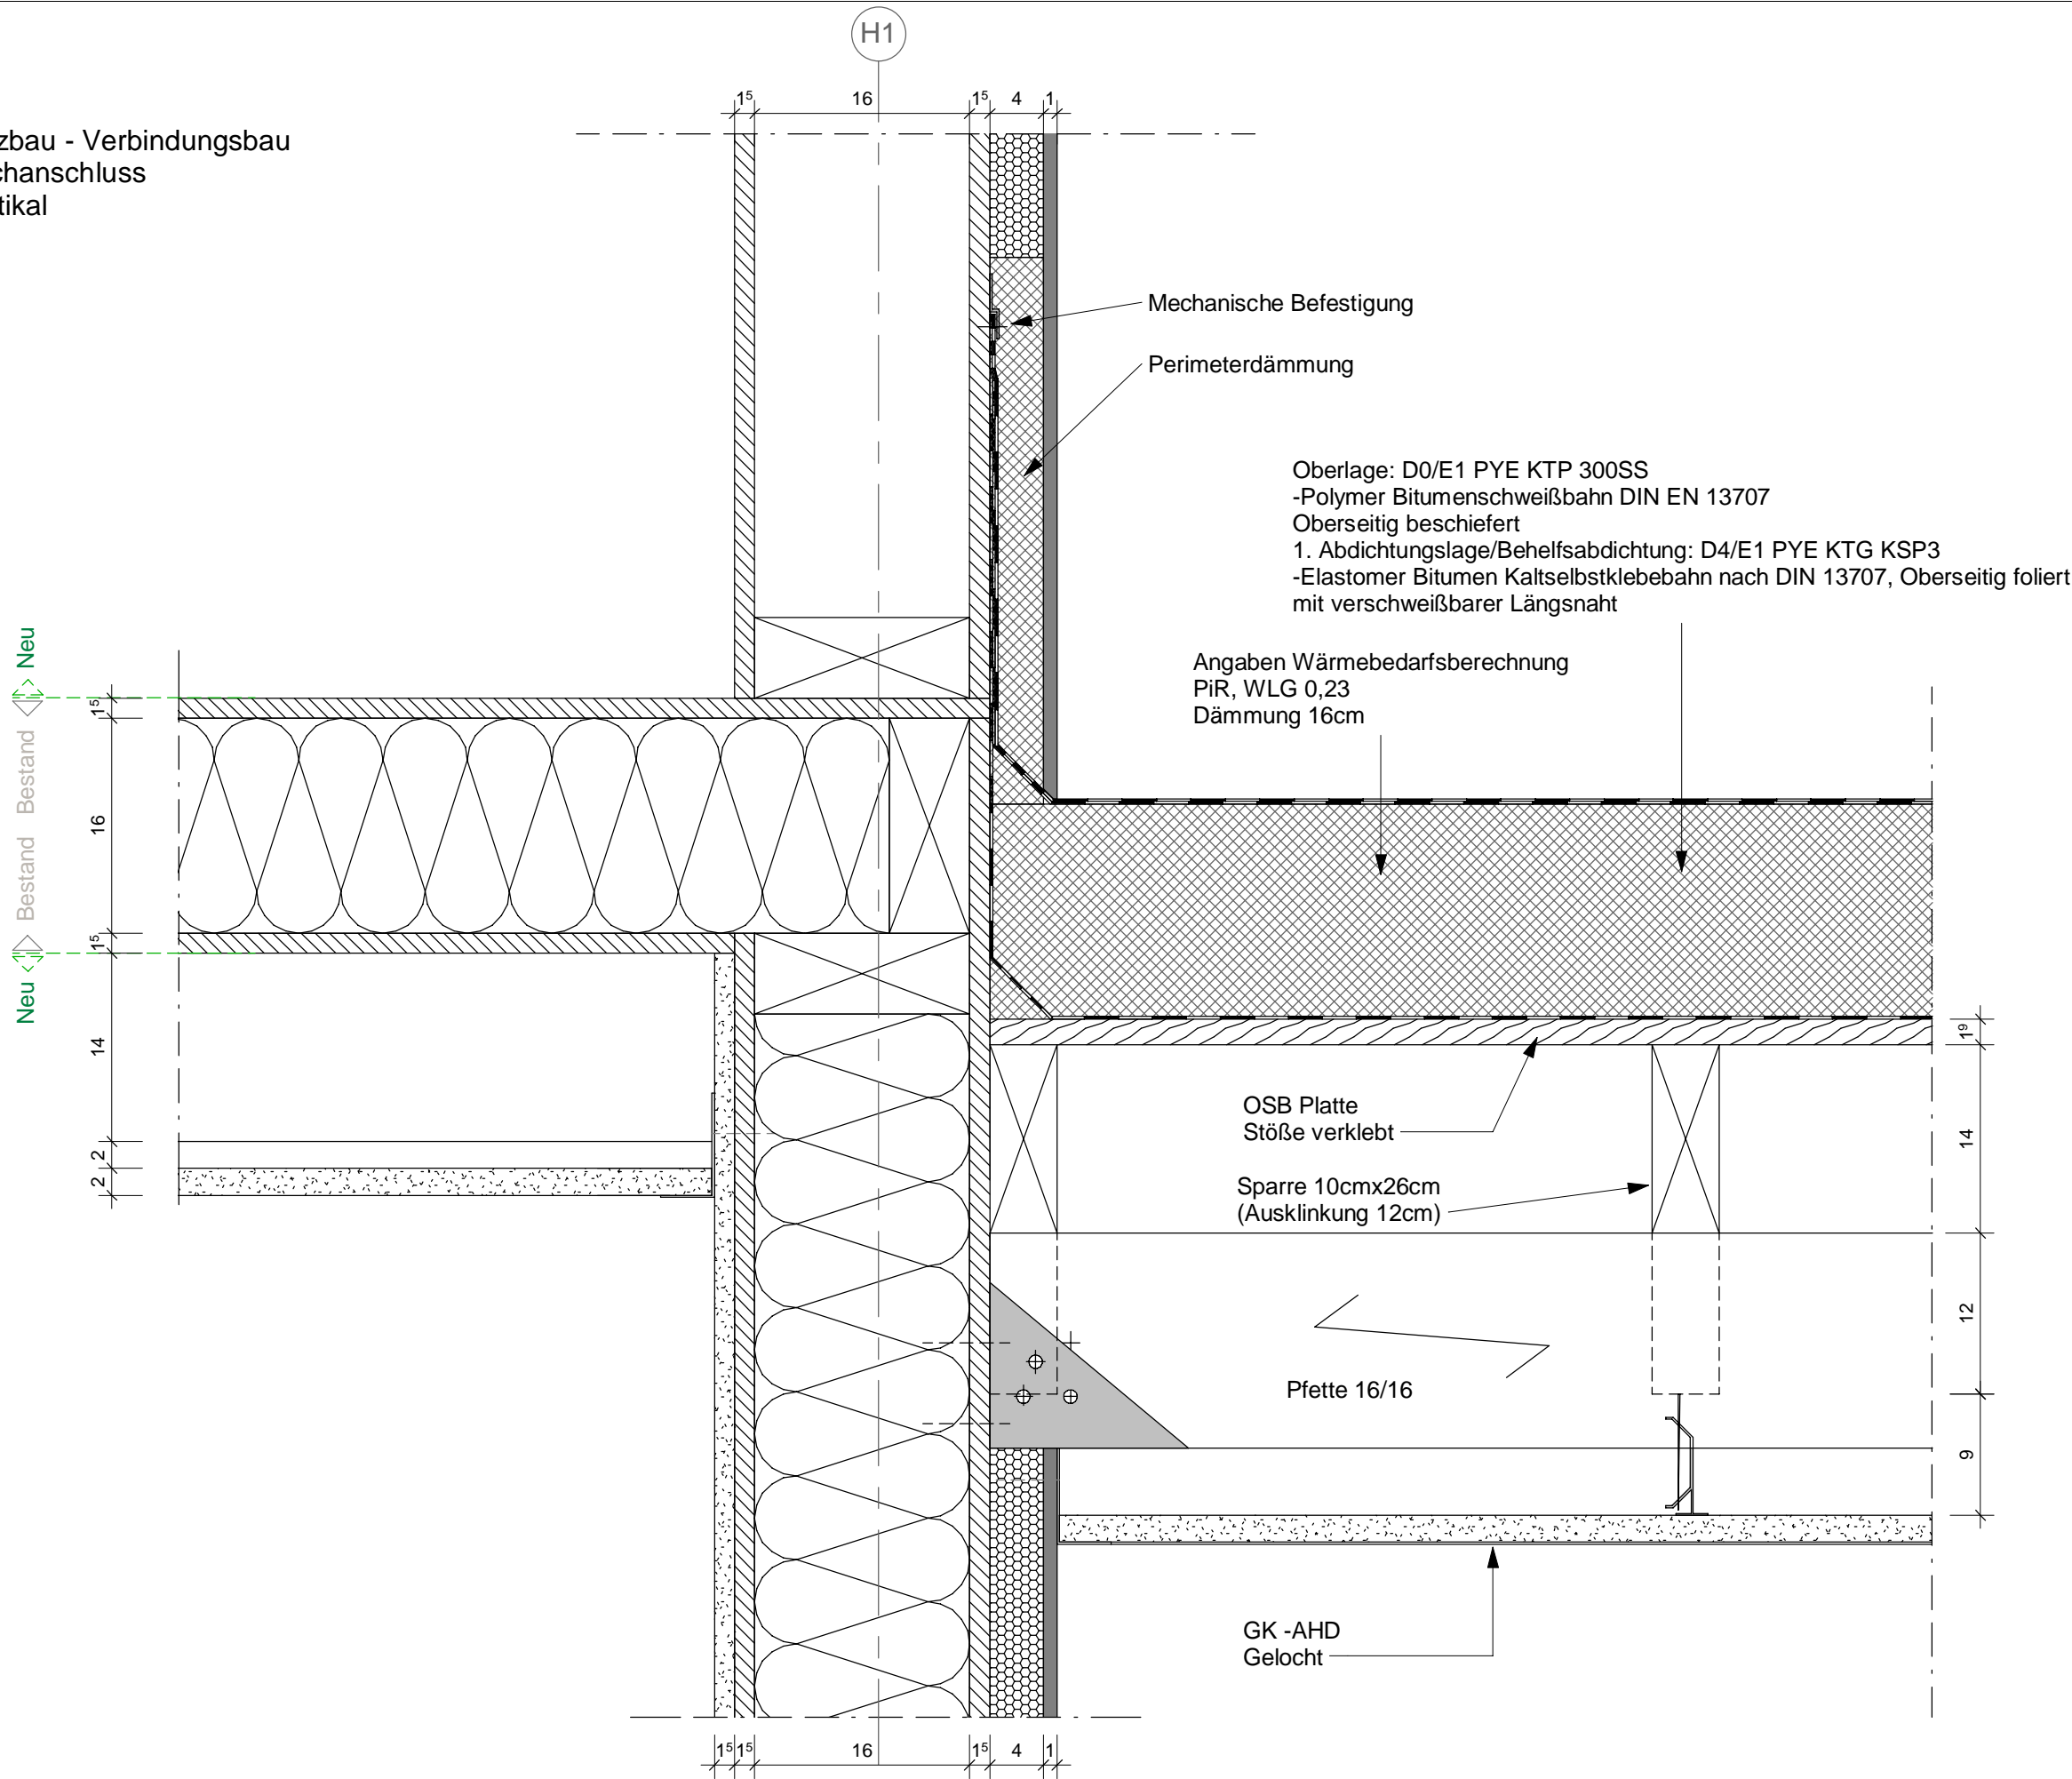 H1
1⁵ 16 1⁵ 4 1
zbau - Verbindungsbau
chanschluss
tikal
Mechanische Befestigung
Perimeterdämmung
Oberlage: D0/E1 PYE KTP 300SS
-Polymer Bitumenschweißbahn DIN EN 13707
Oberseitig beschiefert
1. Abdichtungslage/Behelfsabdichtung: D4/E1 PYE KTG KSP3
-Elastomer Bitumen Kaltselbstklebebahn nach DIN 13707, Oberseitig foliert
mit verschweißbarer Längsnaht
Angaben Wärmebedarfsberechnung
PiR, WLG 0,23
Dämmung 16cm
Neu
Bestand
Bestand
Neu
1⁵
16
1⁵
14
2
2
OSB Platte
Stöße verklebt
Sparre 10cmx26cm
(Ausklinkung 12cm)
Pfette 16/16
1⁹
14
12
9
GK -AHD
Gelocht
1⁵ 1⁵ 16 1⁵ 4 1